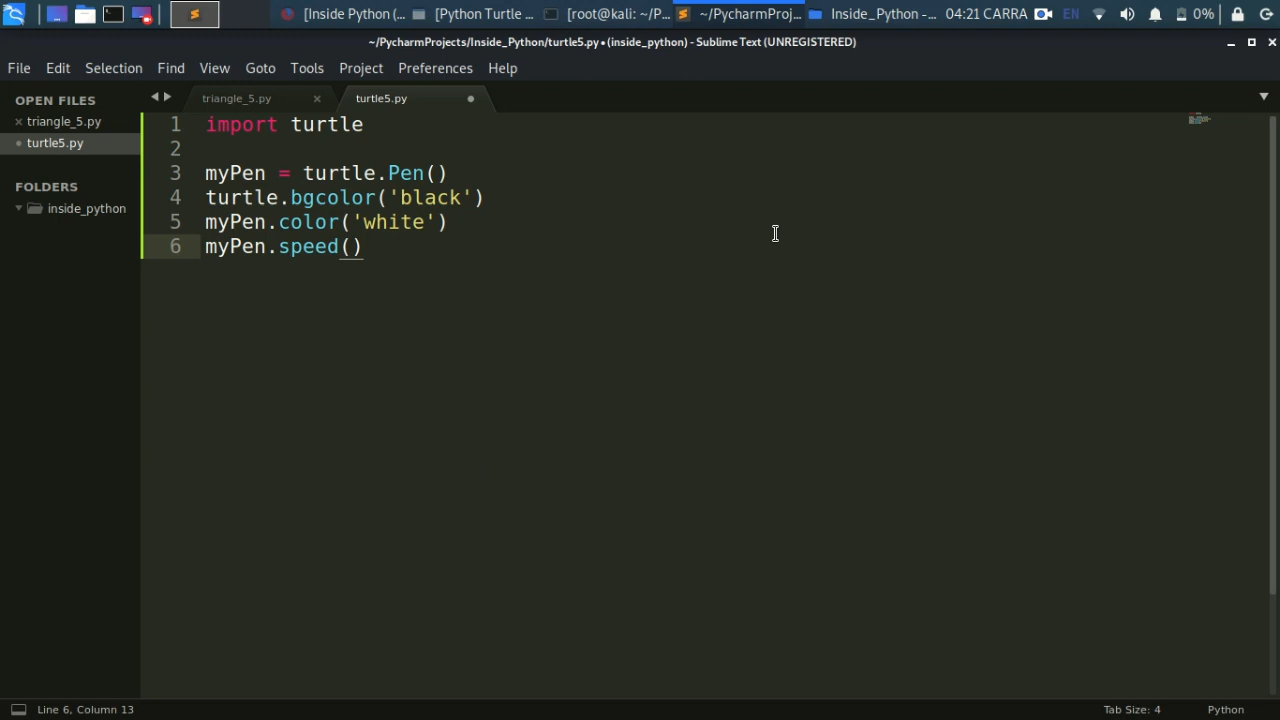 [Inside Python (... [Python Turtle ... [root@kali: ~/P... ~/PycharmProj... Inside_Python -... 04:21 CARRA EN 0%
~/PycharmProjects/Inside_Python/turtle5.py • (inside_python) - Sublime Text (UNREGISTERED)
File Edit Selection Find View Goto Tools Project Preferences Help
OPEN FILES
triangle_5.py
turtle5.py
FOLDERS
inside_python
triangle_5.py turtle5.py
1 import turtle
2
3 myPen = turtle.Pen()
4 turtle.bgcolor('black')
5 myPen.color('white')
6 myPen.speed()
Line 6, Column 13 Tab Size: 4 Python